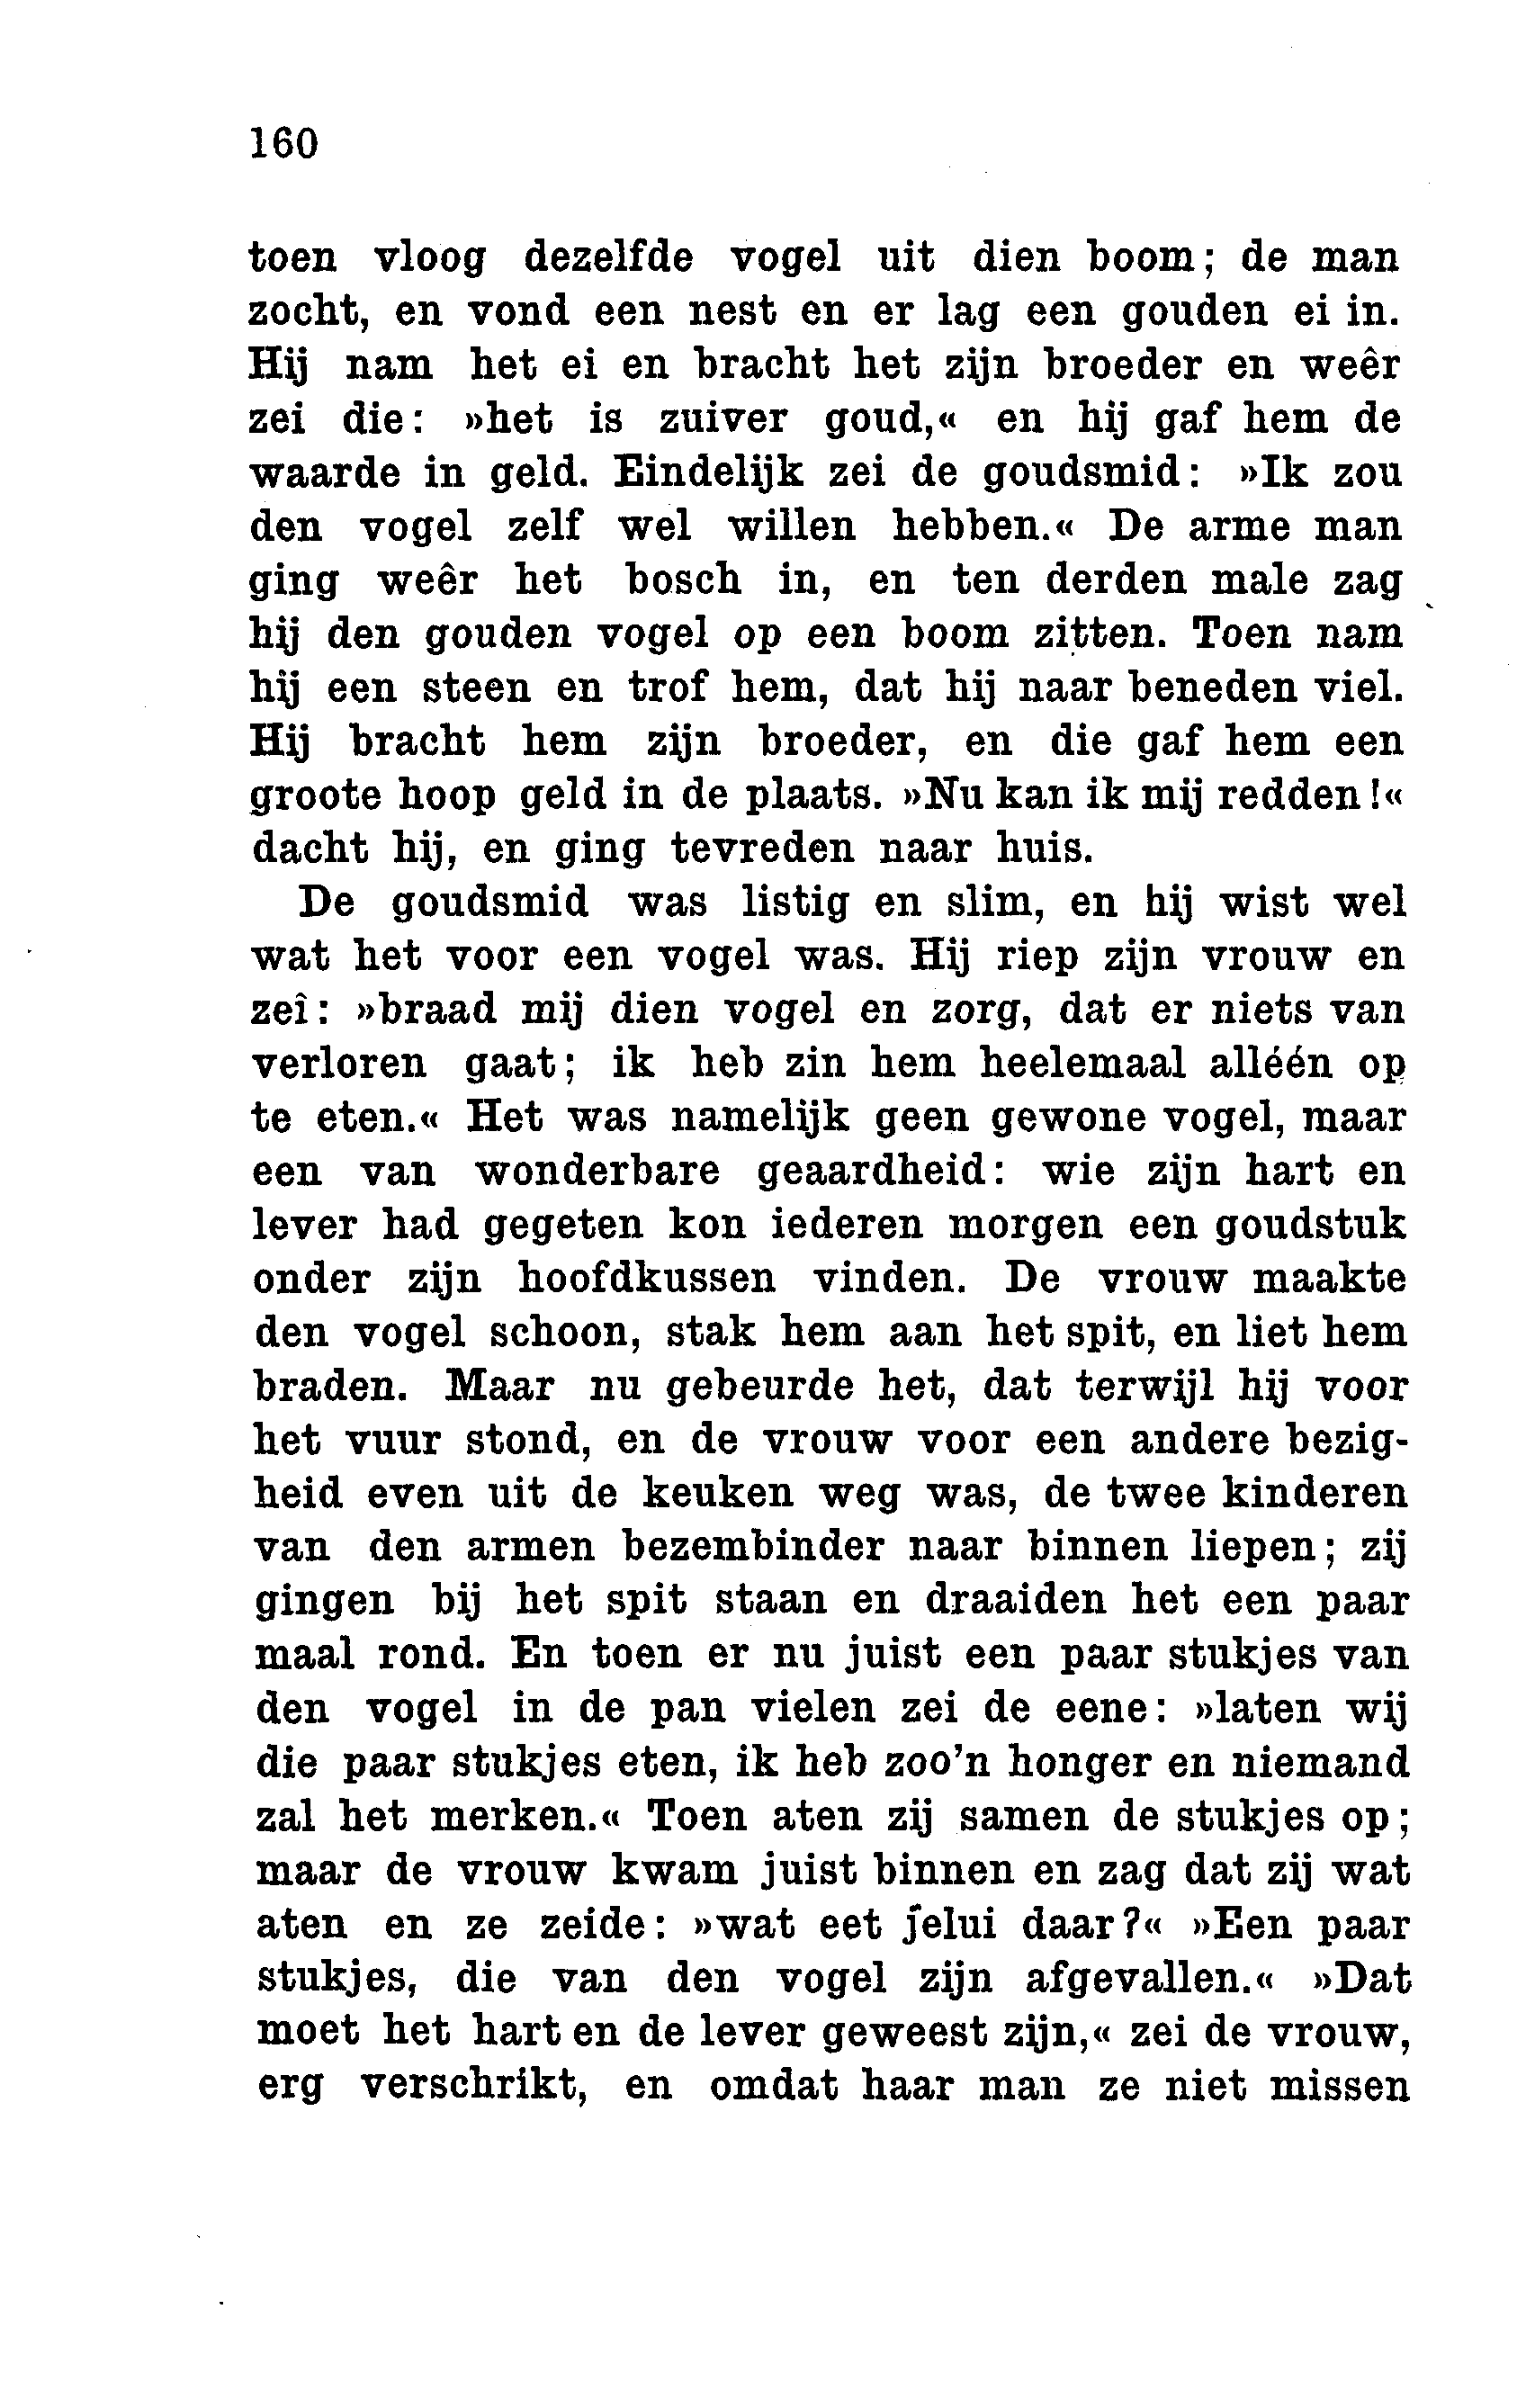 160
toen vloog dezelfde vogel uit dien boom; de man
zocht, en vond een nest en er lag een gouden ei in.
Hij nam het ei en bracht het zijn broeder en weêr
zei die: »het is zuiver goud,« en hij gaf hem de
waarde in geld. Eindelijk zei de goudsmid: »Ik zou
den vogel zelf wel willen hebben.« De arme man
ging weêr het bosch in, en ten derden male zag
hij den gouden vogel op een boom zitten. Toen nam
hij een steen en trof hem, dat hij naar beneden viel.
Hij bracht hem zijn broeder, en die gaf hem een
groote hoop geld in de plaats. »Nu kan ik mij redden!«
dacht hij, en ging tevreden naar huis.
De goudsmid was listig en slim, en hij wist wel
wat het voor een vogel was. Hij riep zijn vrouw en
zei: »braad mij dien vogel en zorg, dat er niets van
verloren gaat; ik heb zin hem heelemaal alléén op
te eten.« Het was namelijk geen gewone vogel, maar
een van wonderbare geaardheid: wie zijn hart en
lever had gegeten kon iederen morgen een goudstuk
onder zijn hoofdkussen vinden. De vrouw maakte
den vogel schoon, stak hem aan het spit, en liet hem
braden. Maar nu gebeurde het, dat terwijl hij voor
het vuur stond, en de vrouw voor een andere bezig-
heid even uit de keuken weg was, de twee kinderen
van den armen bezembinder naar binnen liepen; zij
gingen bij het spit staan en draaiden het een paar
maal rond. En toen er nu juist een paar stukjes van
den vogel in de pan vielen zei de eene: »laten wij
die paar stukjes eten, ik heb zoo'n honger en niemand
zal het merken.« Toen aten zij samen de stukjes op;
maar de vrouw kwam juist binnen en zag dat zij wat
aten en ze zeide: »wat eet jelui daar?« »Een paar
stukjes, die van den vogel zijn afgevallen.« »Dat
moet het hart en de lever geweest zijn,« zei de vrouw,
erg verschrikt, en omdat haar man ze niet missen